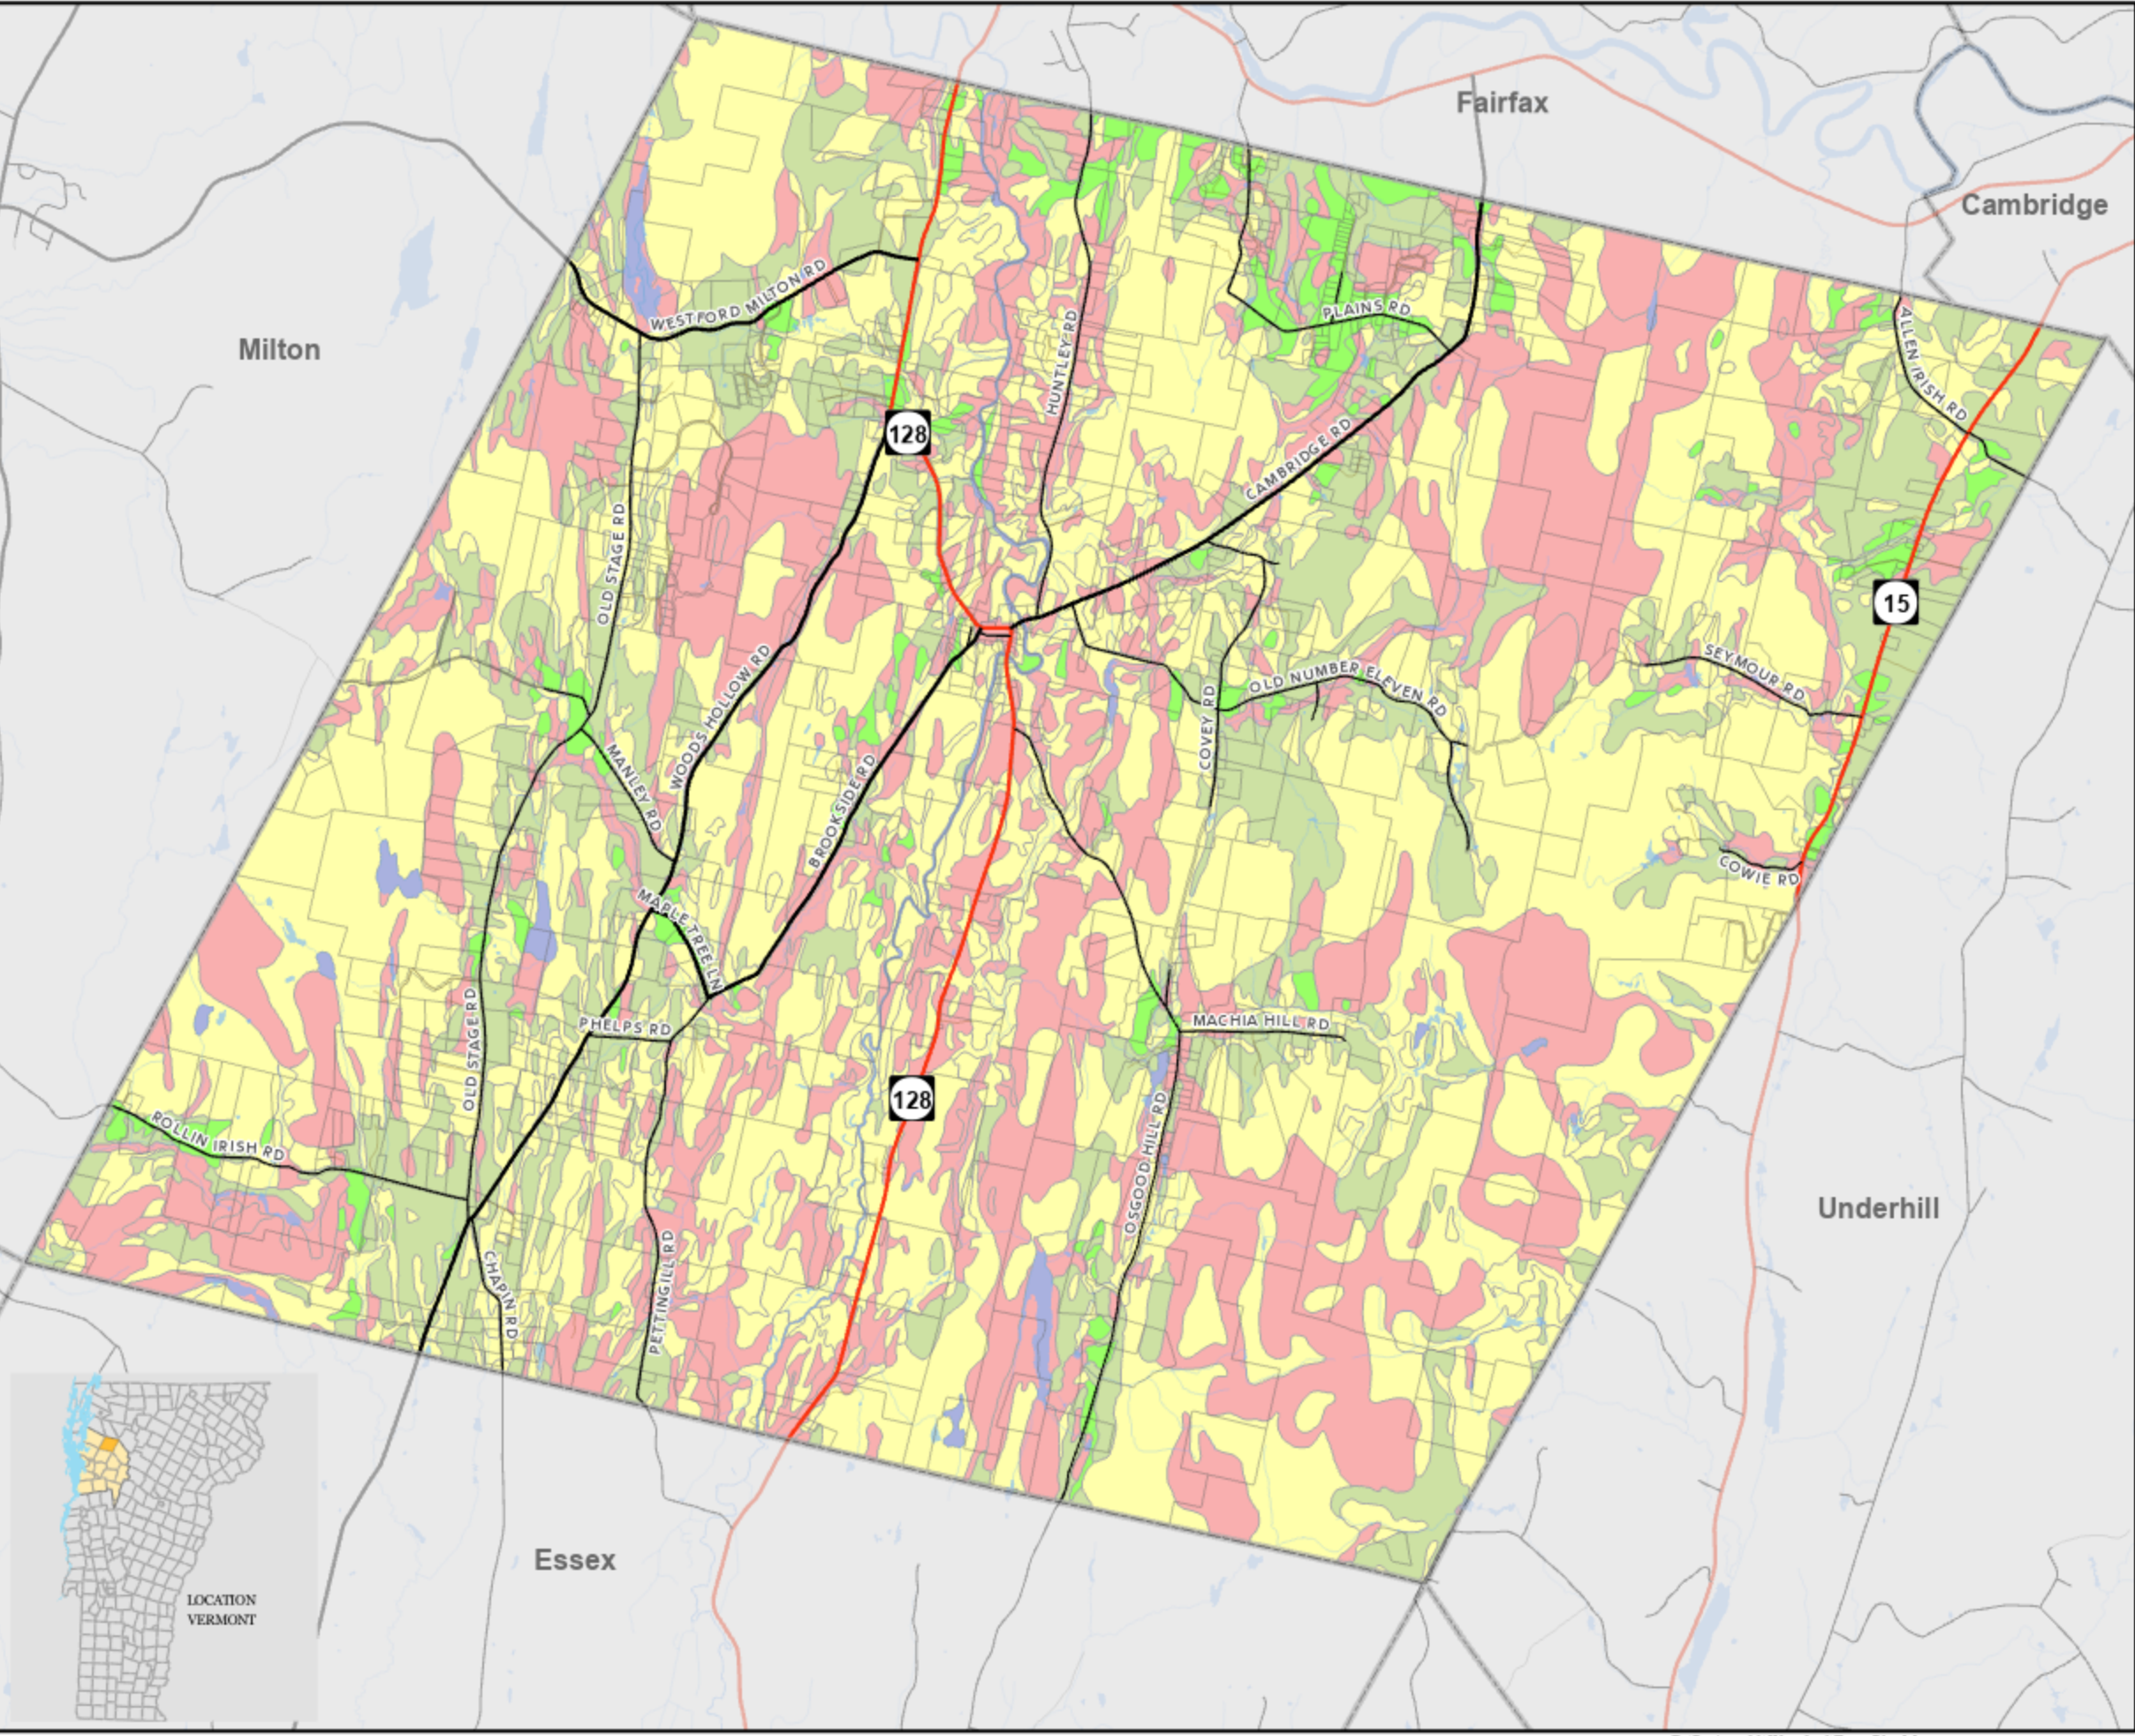 Fairfax
Cambridge
Milton
WESTFORD MILTON RD
PLAINS RD
HUNTLEY RD
ALLEN IRISH RD
128
CAMBRIDGE RD
OLD STAGE RD
15
SEYMOUR RD
OLD NUMBER ELEVEN RD
WOODS HOLLOW RD
COVEY RD
MANLEY RD
BROOKSIDE RD
COWIE RD
MAPLE TREE LN
PHELPS RD
MACHIA HILL RD
OLD STAGE RD
128
ROLLIN IRISH RD
OSGOOD HILL RD
Underhill
PETTINGILL RD
CHAPIN RD
Essex
LOCATION
VERMONT